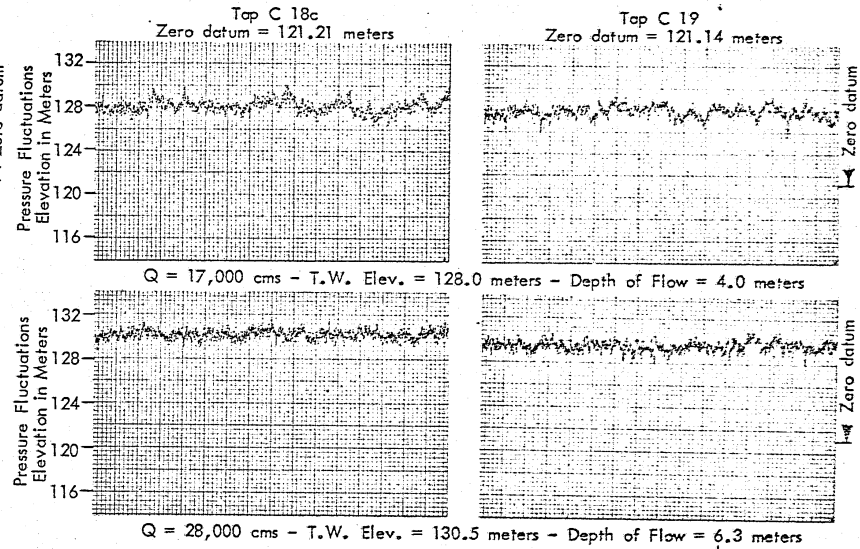 Tap C 18c
Zero datum = 121.21 meters
Tap C 19
Zero datum = 121.14 meters
Pressure Fluctuations
Elevation in Meters
132
128
124
120
116
Zero datum
Q = 17,000 cms - T.W. Elev. = 128.0 meters - Depth of Flow = 4.0 meters
Pressure Fluctuations
Elevation in Meters
132
128
124
120
116
Zero datum
Q = 28,000 cms - T.W. Elev. = 130.5 meters - Depth of Flow = 6.3 meters